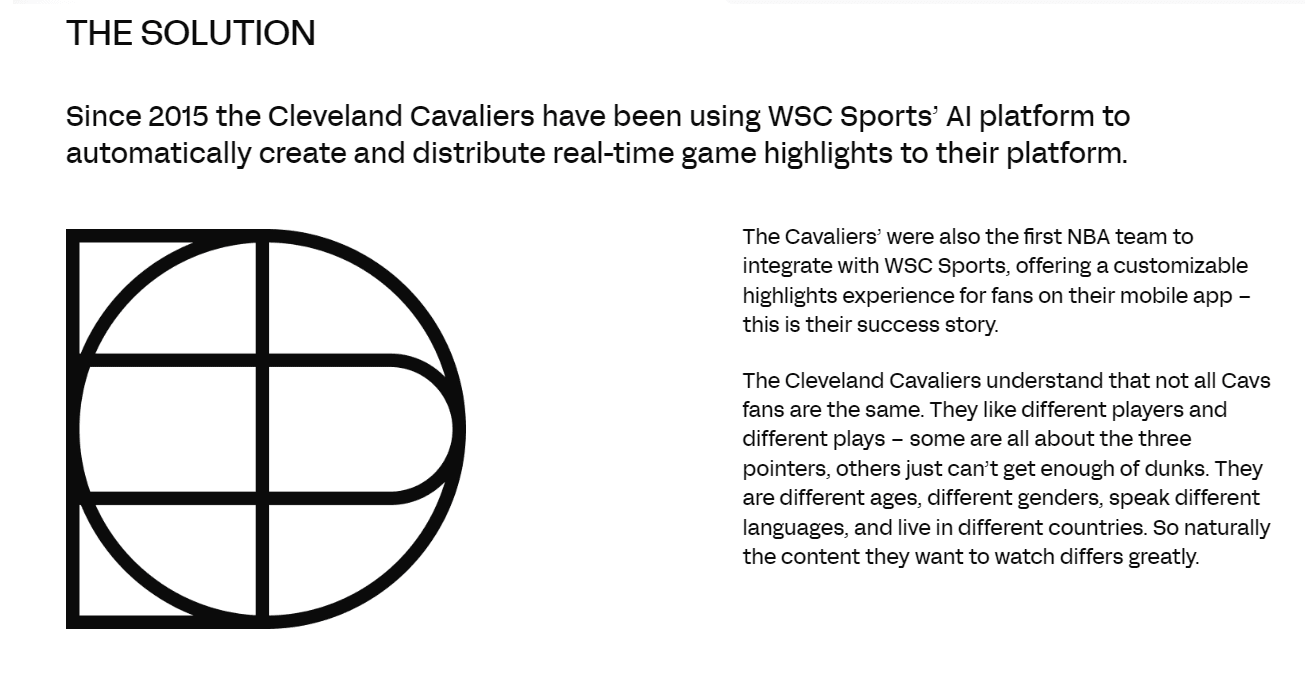 THE SOLUTION
Since 2015 the Cleveland Cavaliers have been using WSC Sports’ AI platform to
automatically create and distribute real-time game highlights to their platform.
The Cavaliers’ were also the first NBA team to
integrate with WSC Sports, offering a customizable
highlights experience for fans on their mobile app –
this is their success story.
The Cleveland Cavaliers understand that not all Cavs
fans are the same. They like different players and
different plays – some are all about the three
pointers, others just can’t get enough of dunks. They
are different ages, different genders, speak different
languages, and live in different countries. So naturally
the content they want to watch differs greatly.